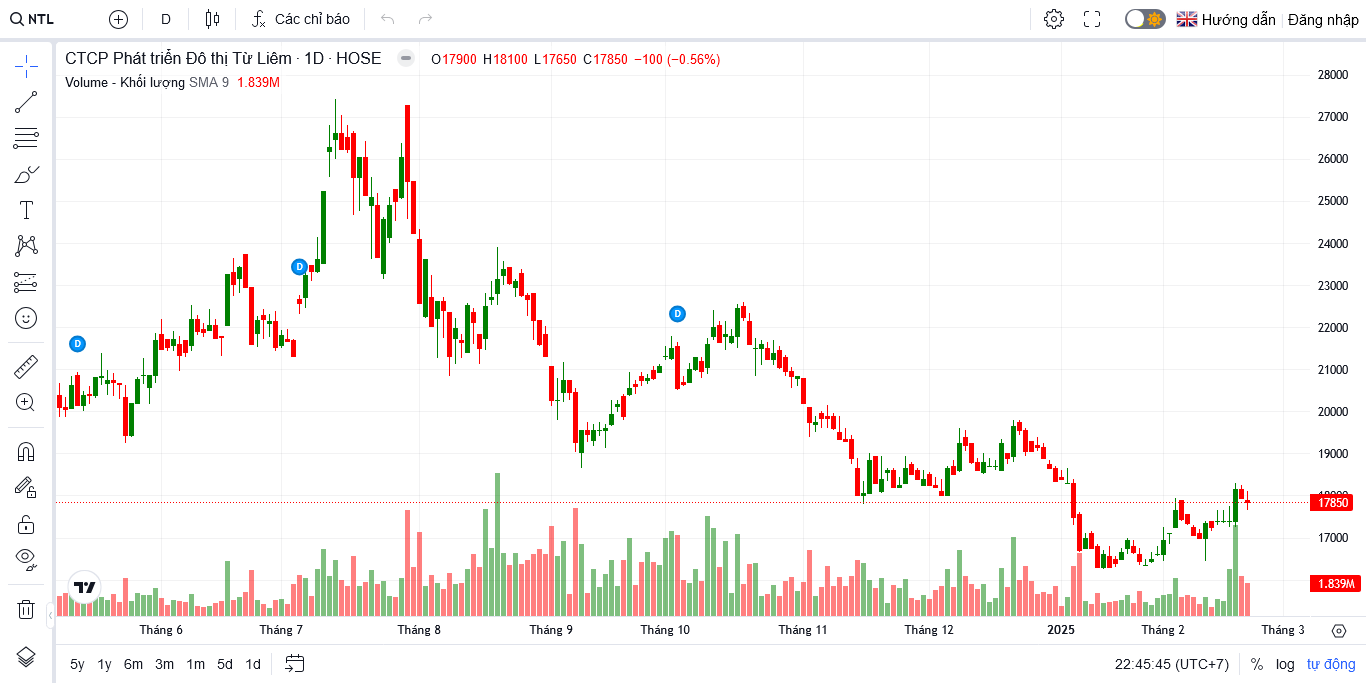 NTL D Các chỉ báo Hướng dẫn Đăng nhập
CTCP Phát triển Đô thị Từ Liêm · 1D · HOSE O17900 H18100 L17650 C17850 −100 (−0.56%)
Volume - Khối lượng SMA 9 1.839M
28000
27000
26000
25000
24000
D
23000
D
22000
D
21000
20000
19000
18000
17850
17000
1.839M
Tháng 6 Tháng 7 Tháng 8 Tháng 9 Tháng 10 Tháng 11 Tháng 12 2025 Tháng 2 Tháng 3
5y 1y 6m 3m 1m 5d 1d 22:45:45 (UTC+7) % log tự động